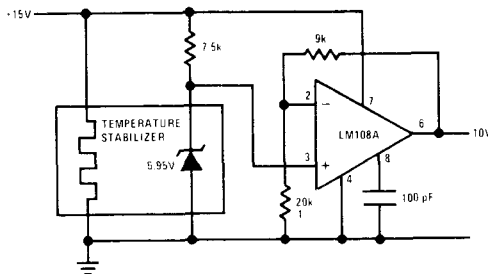 +15V
7.5k
9k
TEMPERATURE
STABILIZER
6.95V
2
3
7
LM108A
6
10V
8
4
20k
1
100 pF